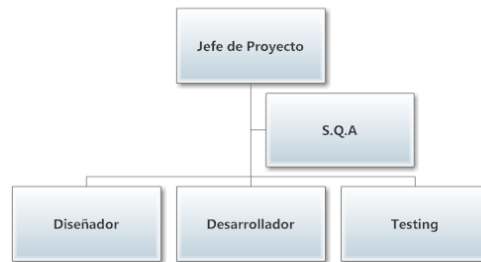 Jefe de Proyecto
S.Q.A
Diseñador
Desarrollador
Testing